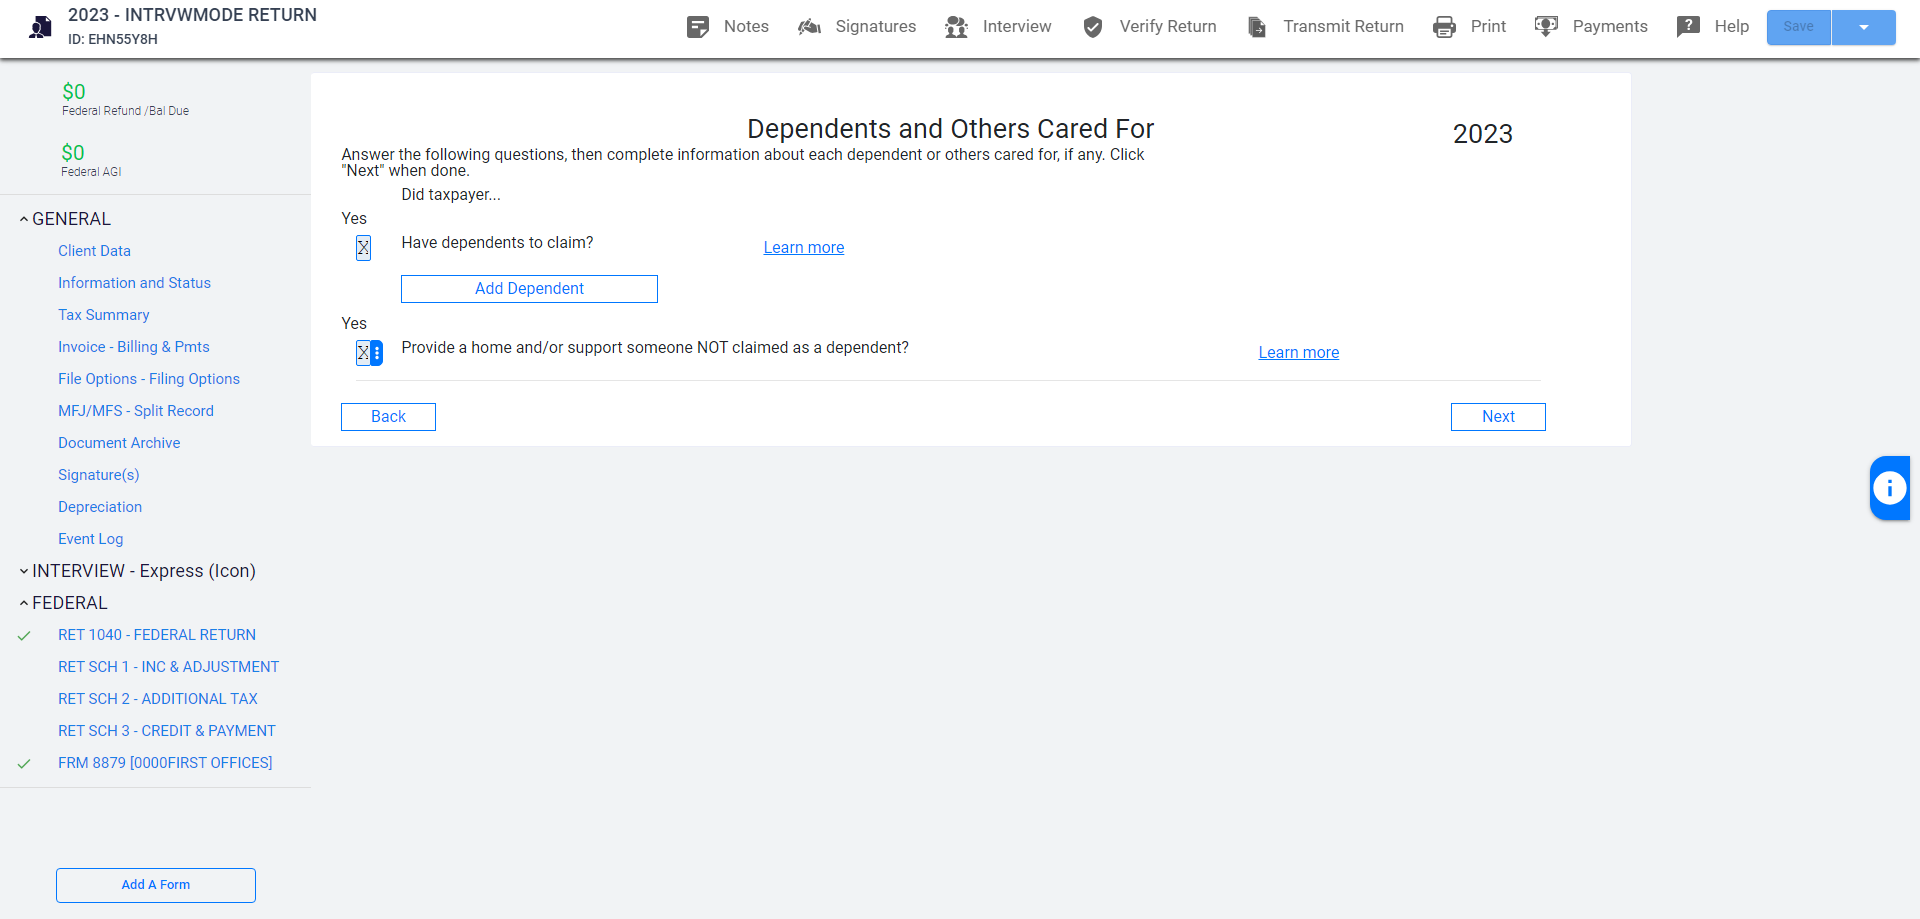 2023 - INTRVWMODE RETURN
ID: EHN55Y8H
Notes
Signatures
Interview
Verify Return
Transmit Return
Print
Payments
Help
Save
$0
Federal Refund /Bal Due
$0
Federal AGI
GENERAL
Client Data
Information and Status
Tax Summary
Invoice - Billing & Pmts
File Options - Filing Options
MFJ/MFS - Split Record
Document Archive
Signature(s)
Depreciation
Event Log
INTERVIEW - Express (Icon)
FEDERAL
RET 1040 - FEDERAL RETURN
RET SCH 1 - INC & ADJUSTMENT
RET SCH 2 - ADDITIONAL TAX
RET SCH 3 - CREDIT & PAYMENT
FRM 8879 [0000FIRST OFFICES]
Add A Form
Dependents and Others Cared For
2023
Answer the following questions, then complete information about each dependent or others cared for, if any. Click
"Next" when done.
Did taxpayer...
Yes
X Have dependents to claim? Learn more
Add Dependent
Yes
X Provide a home and/or support someone NOT claimed as a dependent? Learn more
Back
Next